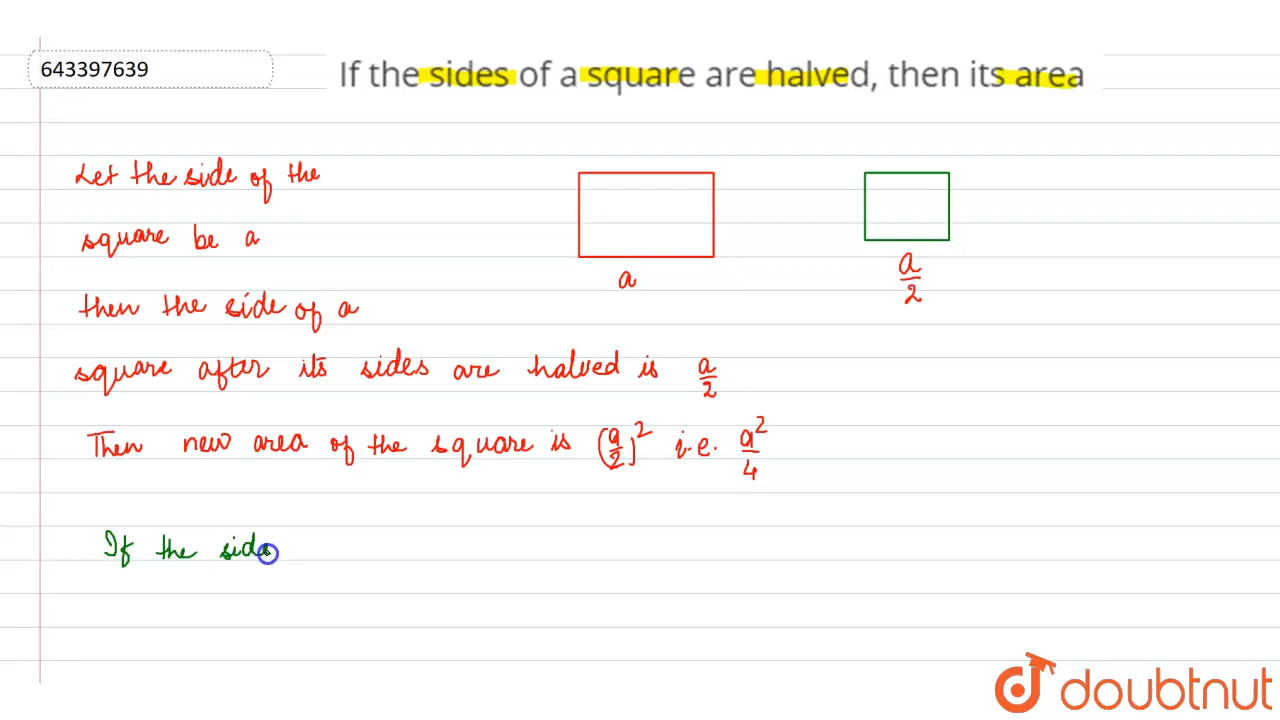 643397639
If the sides of a square are halved, then its area
Let the side of the
square be a
a
a/2
then the side of a
square after its sides are halved is a/2
Then new area of the square is (a/2)² i.e. a²/4
If the side
doubtnut